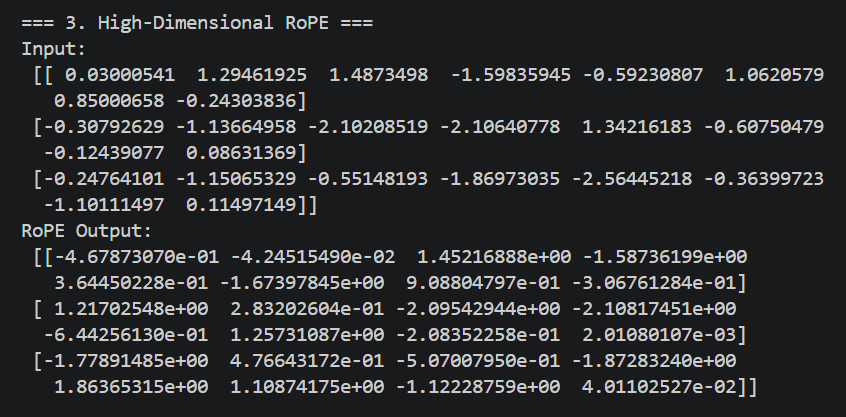 === 3. High-Dimensional RoPE ===
Input:
[[ 0.03000541  1.29461925  1.4873498  -1.59835945 -0.59230807  1.0620579
0.85000658 -0.24303836]
[-0.30792629 -1.13664958 -2.10208519 -2.10640778  1.34216183 -0.60750479
-0.12439077  0.08631369]
[-0.24764101 -1.15065329 -0.55148193 -1.86973035 -2.56445218 -0.36399723
-1.10111497  0.11497149]]
RoPE Output:
[[-4.67873070e-01 -4.24515490e-02  1.45216888e+00 -1.58736199e+00
3.64450228e-01 -1.67397845e+00  9.08804797e-01 -3.06761284e-01]
[ 1.21702548e+00  2.83202604e-01 -2.09542944e+00 -2.10817451e+00
-6.44256130e-01  1.25731087e+00 -2.08352258e-01  2.01080107e-03]
[-1.77891485e+00  4.76643172e-01 -5.07007950e-01 -1.87283240e+00
1.86365315e+00  1.10874175e+00 -1.12228759e+00  4.01102527e-02]]